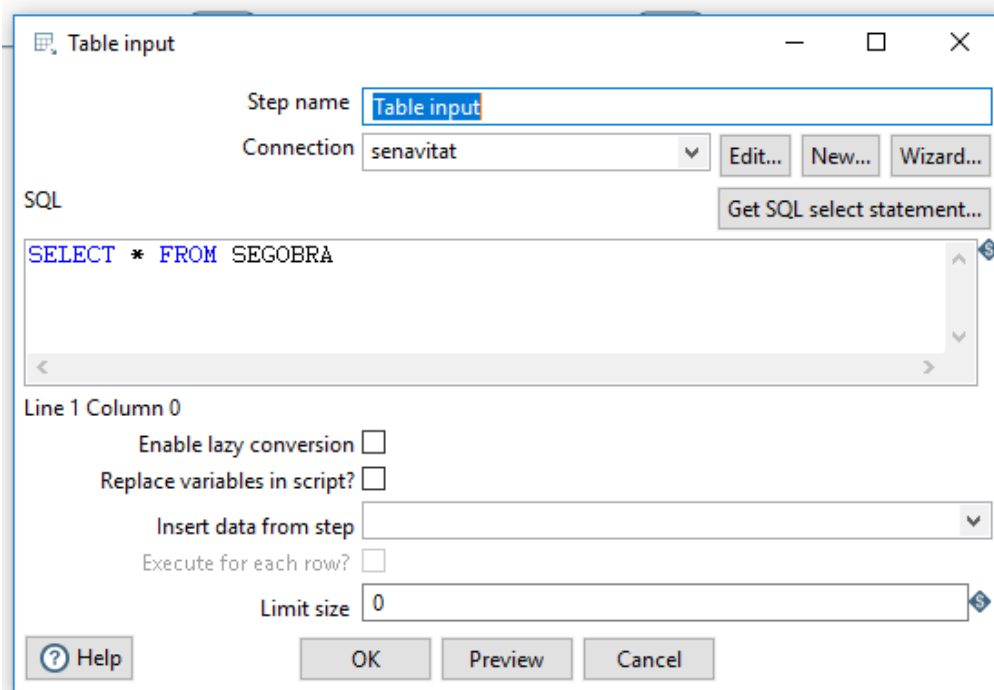 Table input
Step name Table input
Connection senavitat Edit... New... Wizard...
SQL Get SQL select statement...
SELECT * FROM SEGOBRA
Line 1 Column 0
Enable lazy conversion
Replace variables in script?
Insert data from step
Execute for each row?
Limit size 0
Help OK Preview Cancel